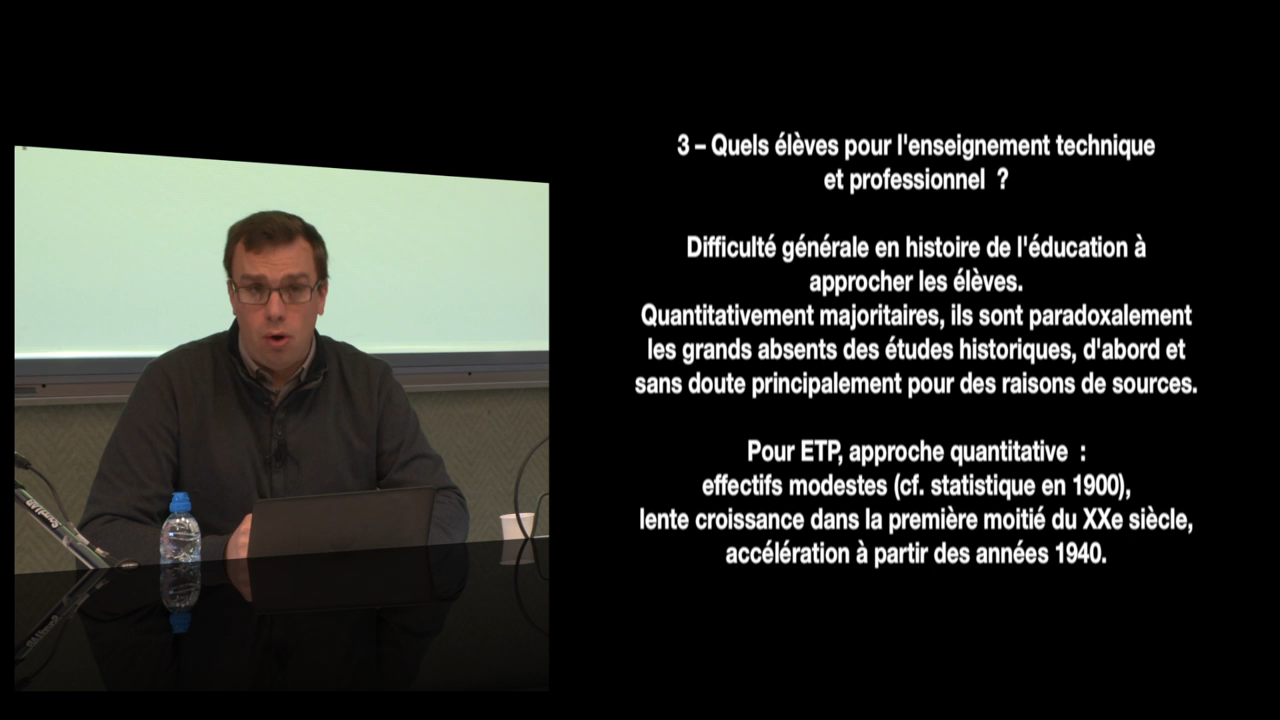 3 – Quels élèves pour l'enseignement technique
et professionnel  ?
Difficulté générale en histoire de l'éducation à
approcher les élèves.
Quantitativement majoritaires, ils sont paradoxalement
les grands absents des études historiques, d'abord et
sans doute principalement pour des raisons de sources.
Pour ETP, approche quantitative  :
effectifs modestes (cf. statistique en 1900),
lente croissance dans la première moitié du XXe siècle,
accélération à partir des années 1940.